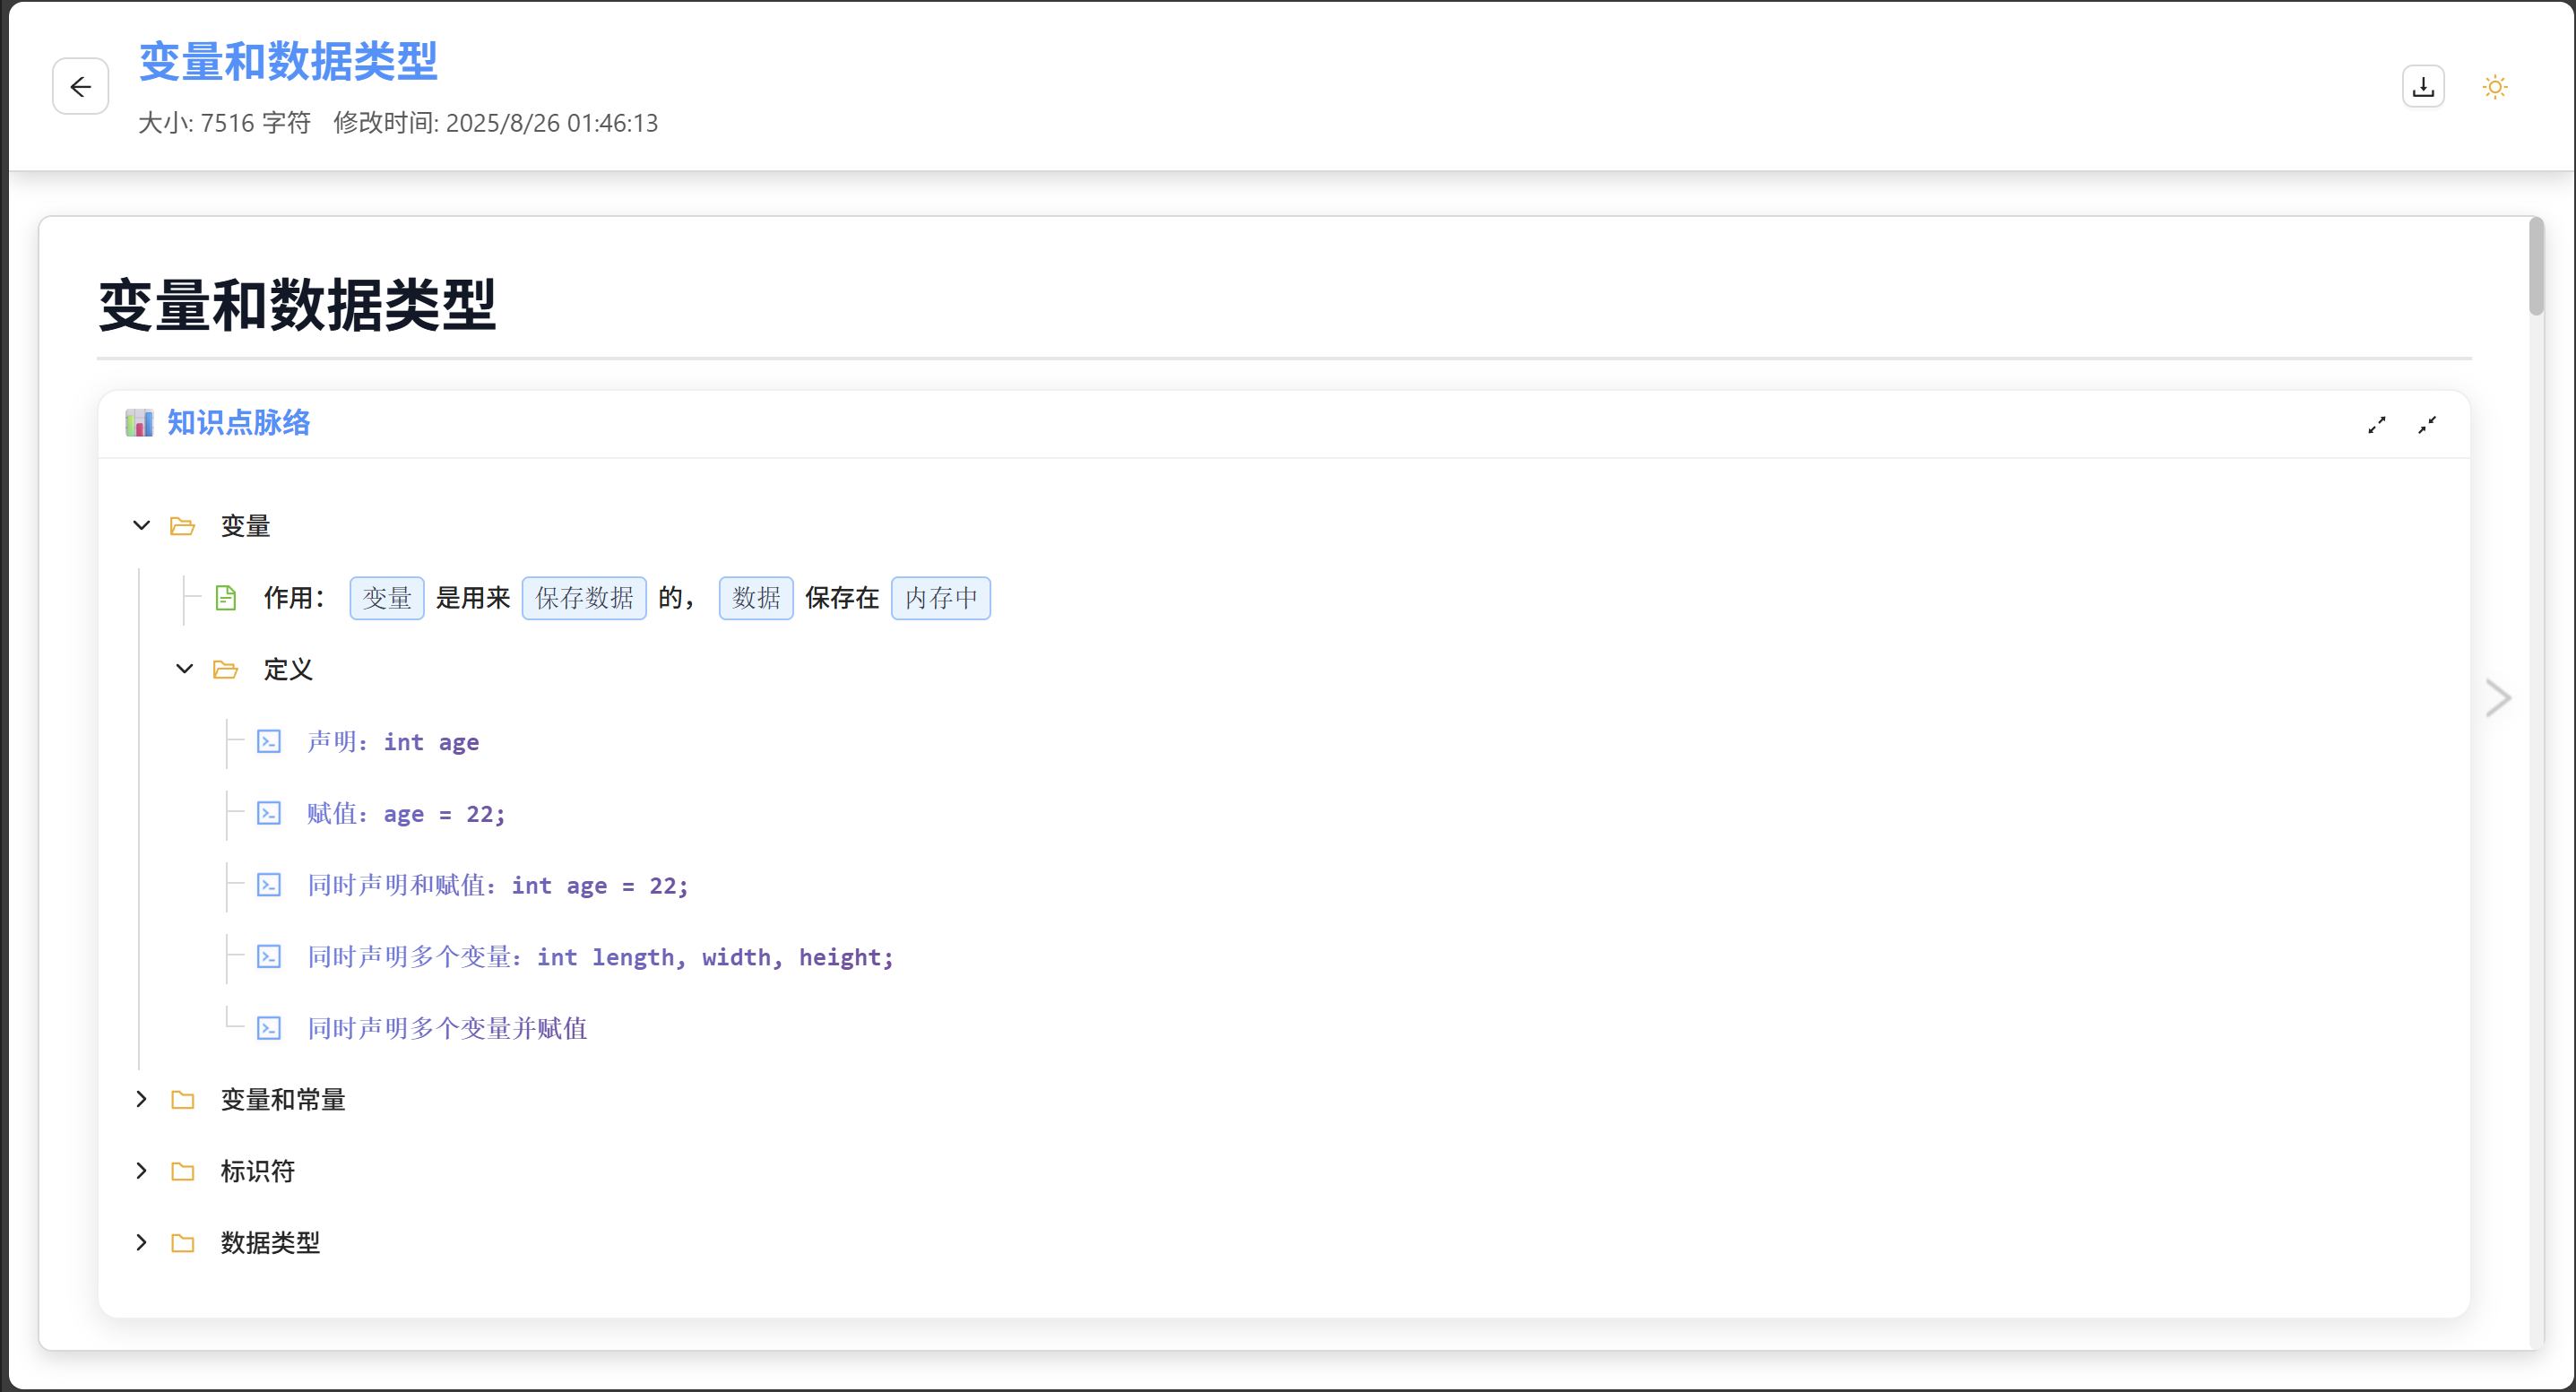 变量和数据类型
大小: 7516 字符 修改时间: 2025/8/26 01:46:13
变量和数据类型
知识点脉络
变量
作用： 变量 是用来 保存数据 的， 数据 保存在 内存中
定义
声明：int age
赋值：age = 22;
同时声明和赋值：int age = 22;
同时声明多个变量：int length, width, height;
同时声明多个变量并赋值
变量和常量
标识符
数据类型